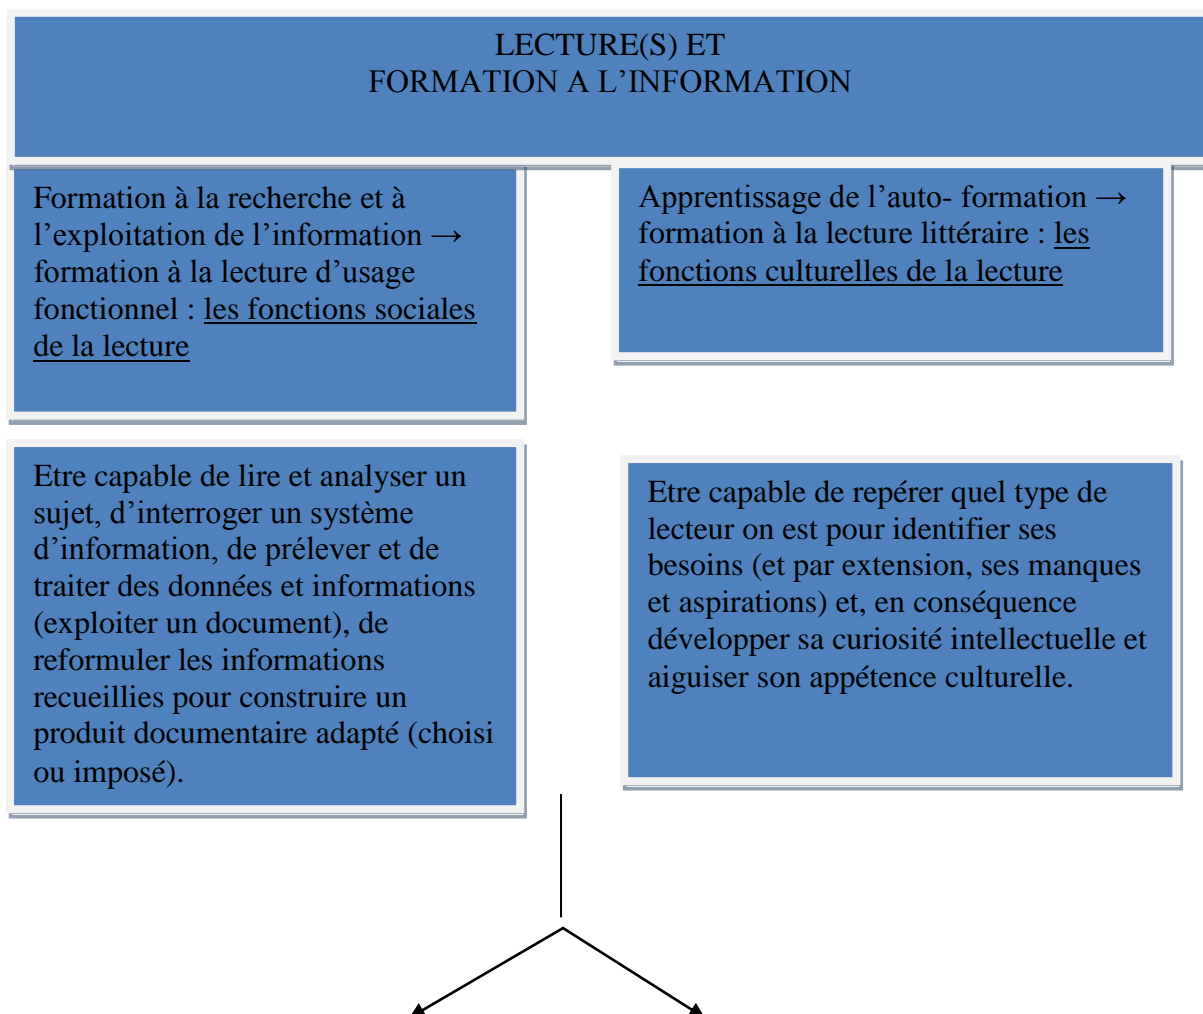 LECTURE(S) ET
FORMATION A L’INFORMATION
Formation à la recherche et à
l’exploitation de l’information →
formation à la lecture d’usage
fonctionnel : les fonctions sociales
de la lecture
Apprentissage de l’auto- formation →
formation à la lecture littéraire : les
fonctions culturelles de la lecture
Etre capable de lire et analyser un
sujet, d’interroger un système
d’information, de prélever et de
traiter des données et informations
(exploiter un document), de
reformuler les informations
recueillies pour construire un
produit documentaire adapté (choisi
ou imposé).
Etre capable de repérer quel type de
lecteur on est pour identifier ses
besoins (et par extension, ses manques
et aspirations) et, en conséquence
développer sa curiosité intellectuelle et
aiguiser son appétence culturelle.